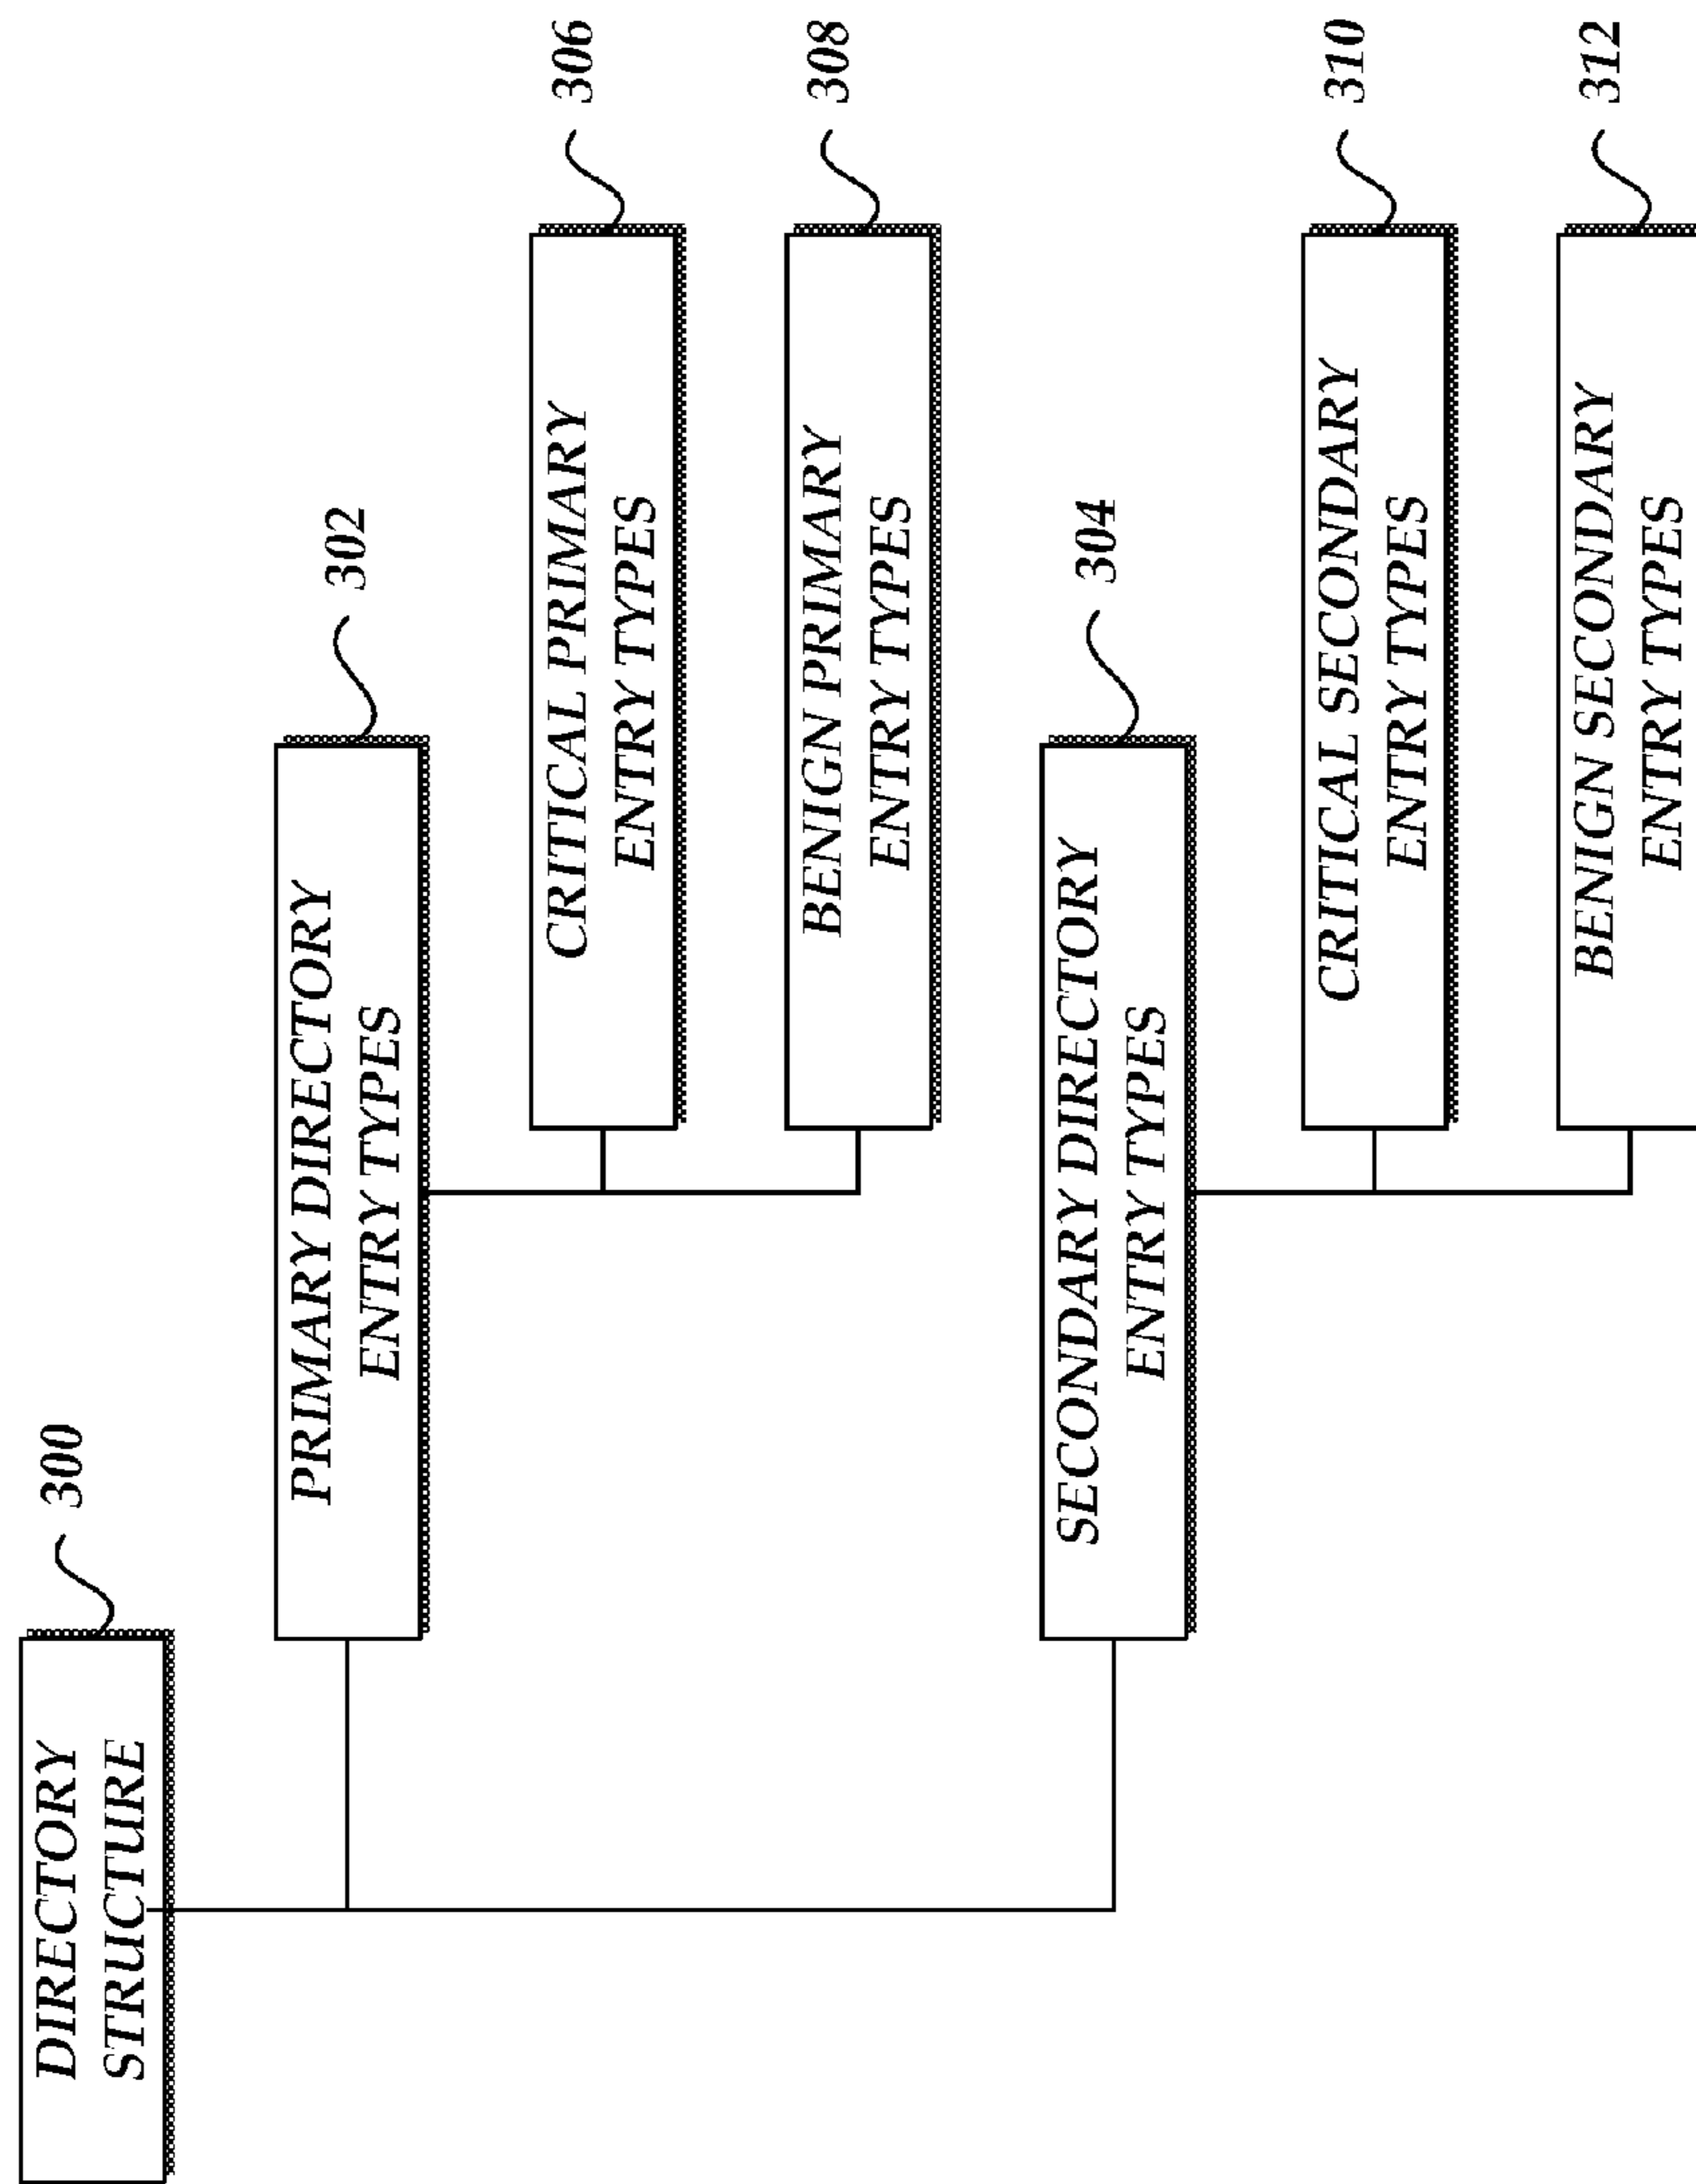 DIRECTORY
STRUCTURE
300
PRIMARY DIRECTORY
ENTRY TYPES
302
CRITICAL PRIMARY
ENTRY TYPES
306
BENIGN PRIMARY
ENTRY TYPES
308
SECONDARY DIRECTORY
ENTRY TYPES
304
CRITICAL SECONDARY
ENTRY TYPES
310
BENIGN SECONDARY
ENTRY TYPES
312